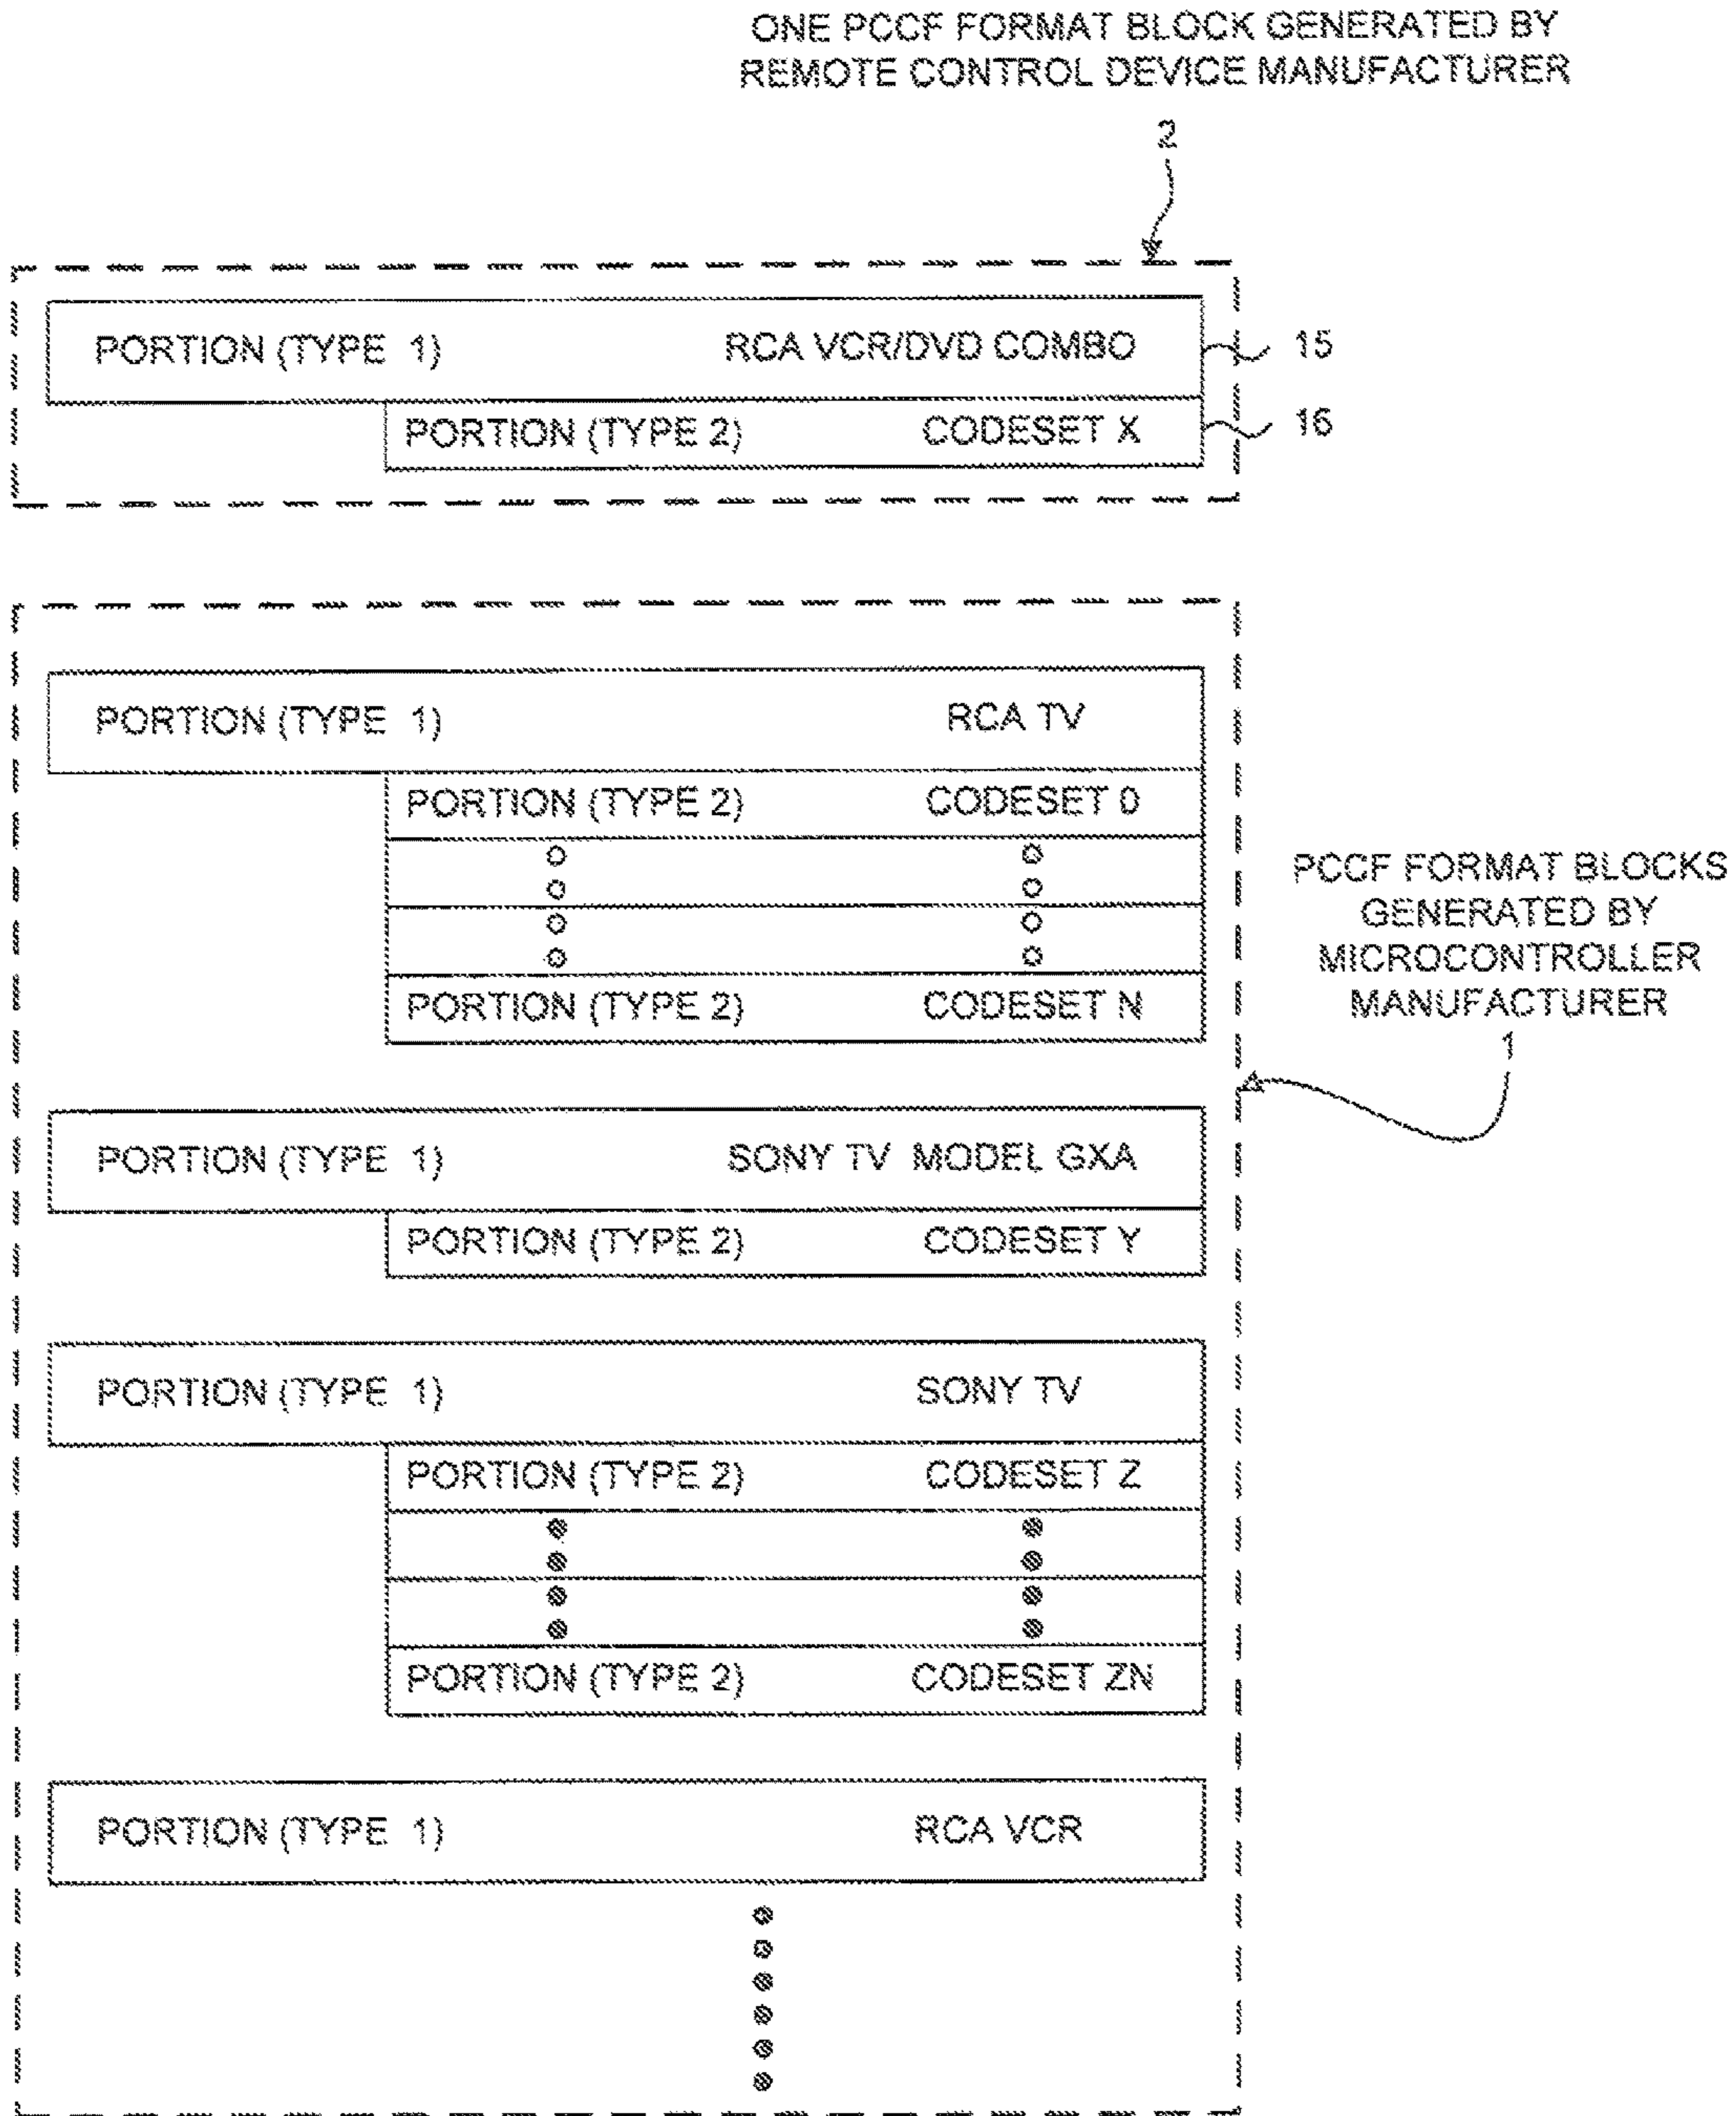 ONE PCCF FORMAT BLOCK GENERATED BY
REMOTE CONTROL DEVICE MANUFACTURER
2
PORTION (TYPE 1) RCA VCR/DVD COMBO 15
PORTION (TYPE 2) CODESET X 16
PORTION (TYPE 1) RCA TV
PORTION (TYPE 2) CODESET 0
PORTION (TYPE 2) CODESET N
PCCF FORMAT BLOCKS
GENERATED BY
MICROCONTROLLER
MANUFACTURER
1
PORTION (TYPE 1) SONY TV MODEL GXA
PORTION (TYPE 2) CODESET Y
PORTION (TYPE 1) SONY TV
PORTION (TYPE 2) CODESET Z
PORTION (TYPE 2) CODESET ZN
PORTION (TYPE 1) RCA VCR